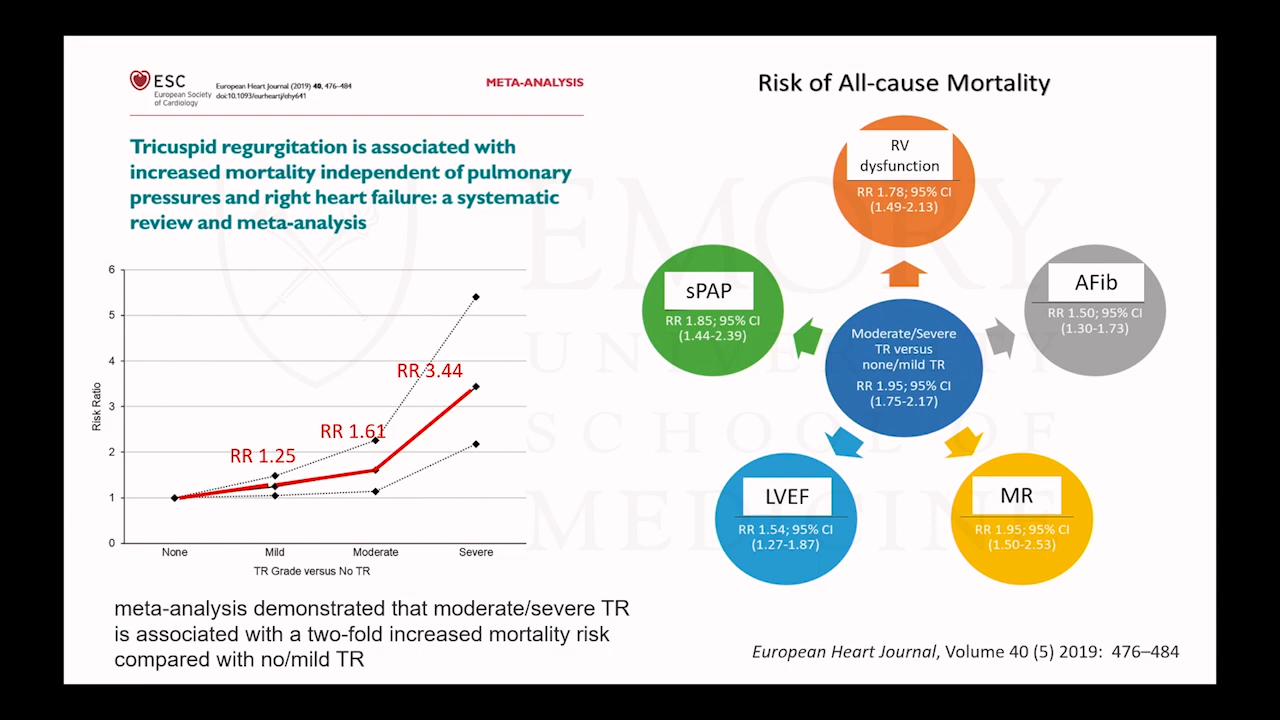 ESC
European Society
of Cardiology
European Heart Journal (2019) 40, 476–484
doi:10.1093/eurheartj/ehy641
META-ANALYSIS
Tricuspid regurgitation is associated with
increased mortality independent of pulmonary
pressures and right heart failure: a systematic
review and meta-analysis
Risk Ratio
6
5
4
3
2
1
0
RR 1.25
RR 1.61
RR 3.44
None
Mild
Moderate
Severe
TR Grade versus No TR
meta-analysis demonstrated that moderate/severe TR
is associated with a two-fold increased mortality risk
compared with no/mild TR
Risk of All-cause Mortality
RV
dysfunction
RR 1.78; 95% CI
(1.49-2.13)
sPAP
RR 1.85; 95% CI
(1.44-2.39)
AFib
RR 1.50; 95% CI
(1.30-1.73)
Moderate/Severe
TR versus
none/mild TR
RR 1.95; 95% CI
(1.75-2.17)
LVEF
RR 1.54; 95% CI
(1.27-1.87)
MR
RR 1.95; 95% CI
(1.50-2.53)
European Heart Journal, Volume 40 (5) 2019: 476–484
EMORY
UNIVERSITY
SCHOOL OF
MEDICINE